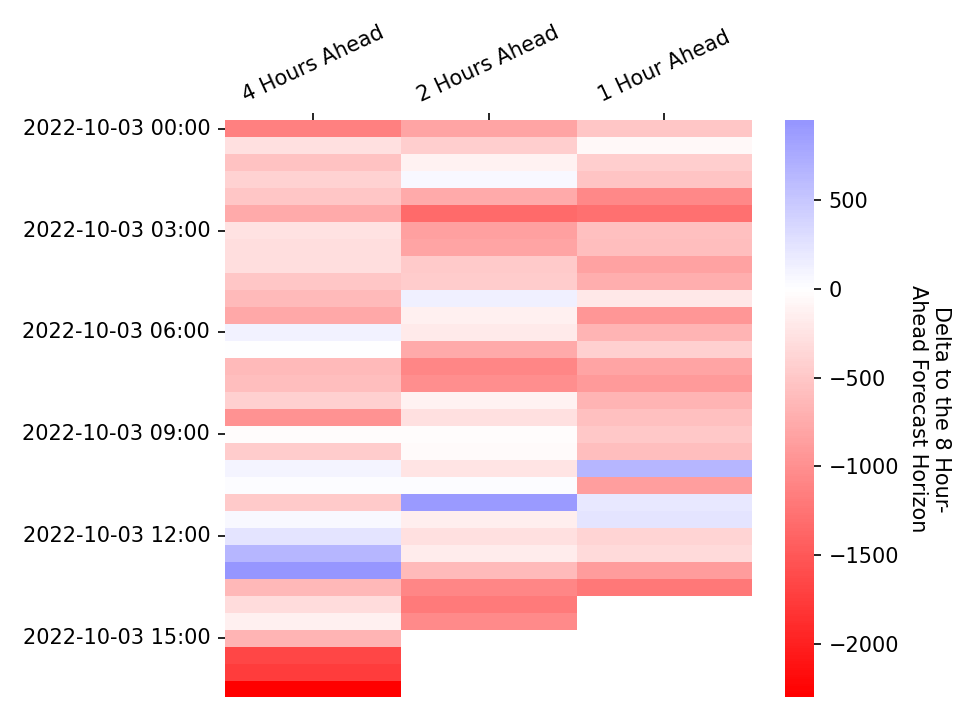 4 Hours Ahead
2 Hours Ahead
1 Hour Ahead
2022-10-03 00:00
2022-10-03 03:00
2022-10-03 06:00
2022-10-03 09:00
2022-10-03 12:00
2022-10-03 15:00
500
0
−500
−1000
−1500
−2000
Delta to the 8 Hour-
Ahead Forecast Horizon